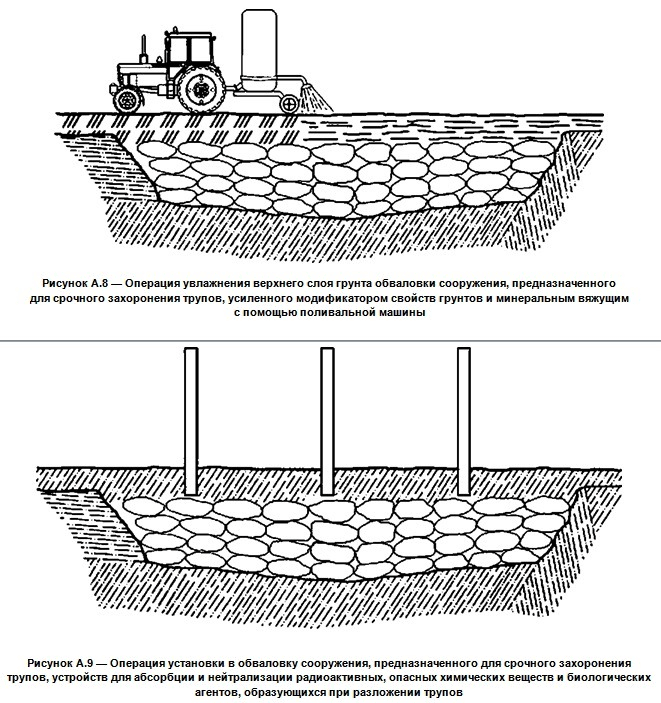 Рисунок А.8 — Операция увлажнения верхнего слоя грунта обваловки сооружения, предназначенного
для срочного захоронения трупов, усиленного модификатором свойств грунтов и минеральным вяжущим
с помощью поливальной машины
Рисунок А.9 — Операция установки в обваловку сооружения, предназначенного для срочного захоронения
трупов, устройств для абсорбции и нейтрализации радиоактивных, опасных химических веществ и биологических
агентов, образующихся при разложении трупов